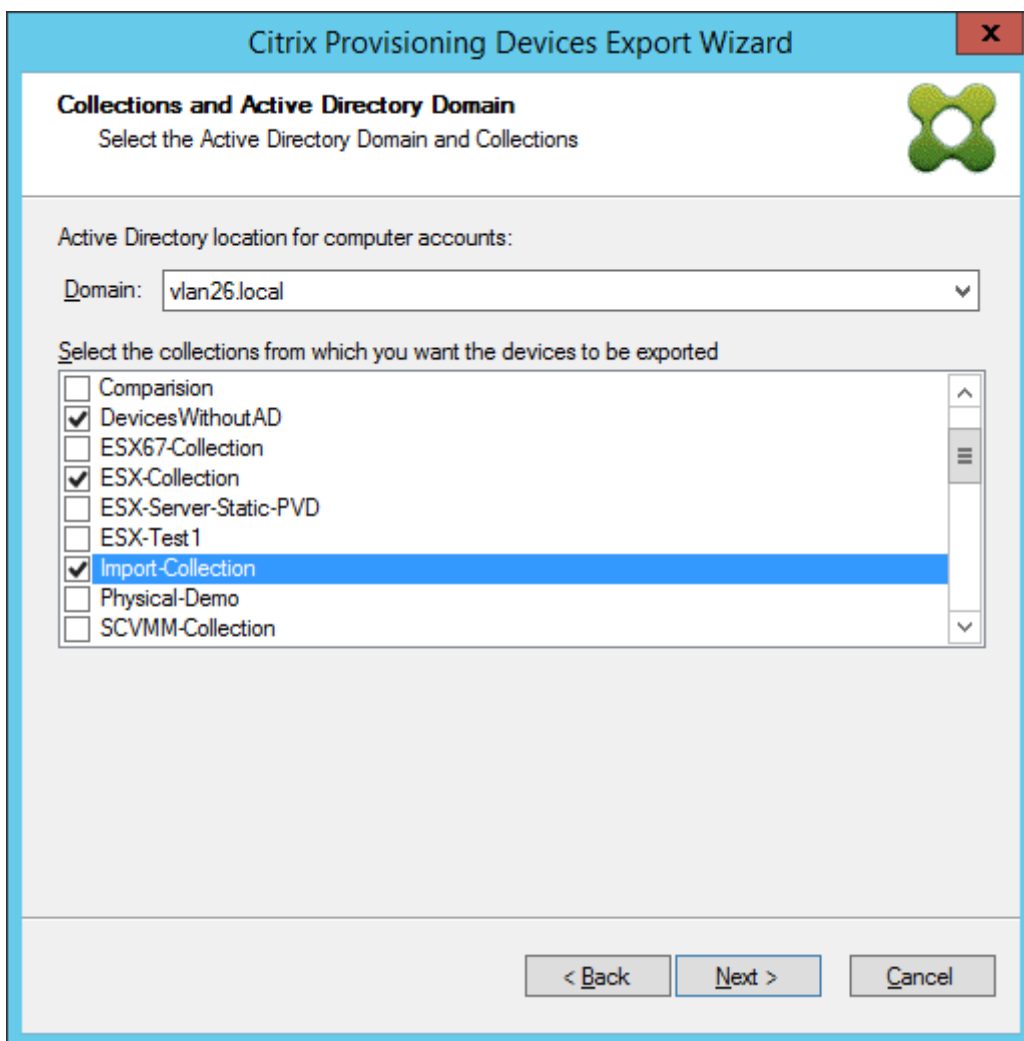 Citrix Provisioning Devices Export Wizard
x
Collections and Active Directory Domain
Select the Active Directory Domain and Collections
Active Directory location for computer accounts:
Domain: vlan26.local
Select the collections from which you want the devices to be exported
Comparision
DevicesWithoutAD
ESX67-Collection
ESX-Collection
ESX-Server-Static-PVD
ESX-Test1
Import-Collection
Physical-Demo
SCVMM-Collection
< Back Next > Cancel